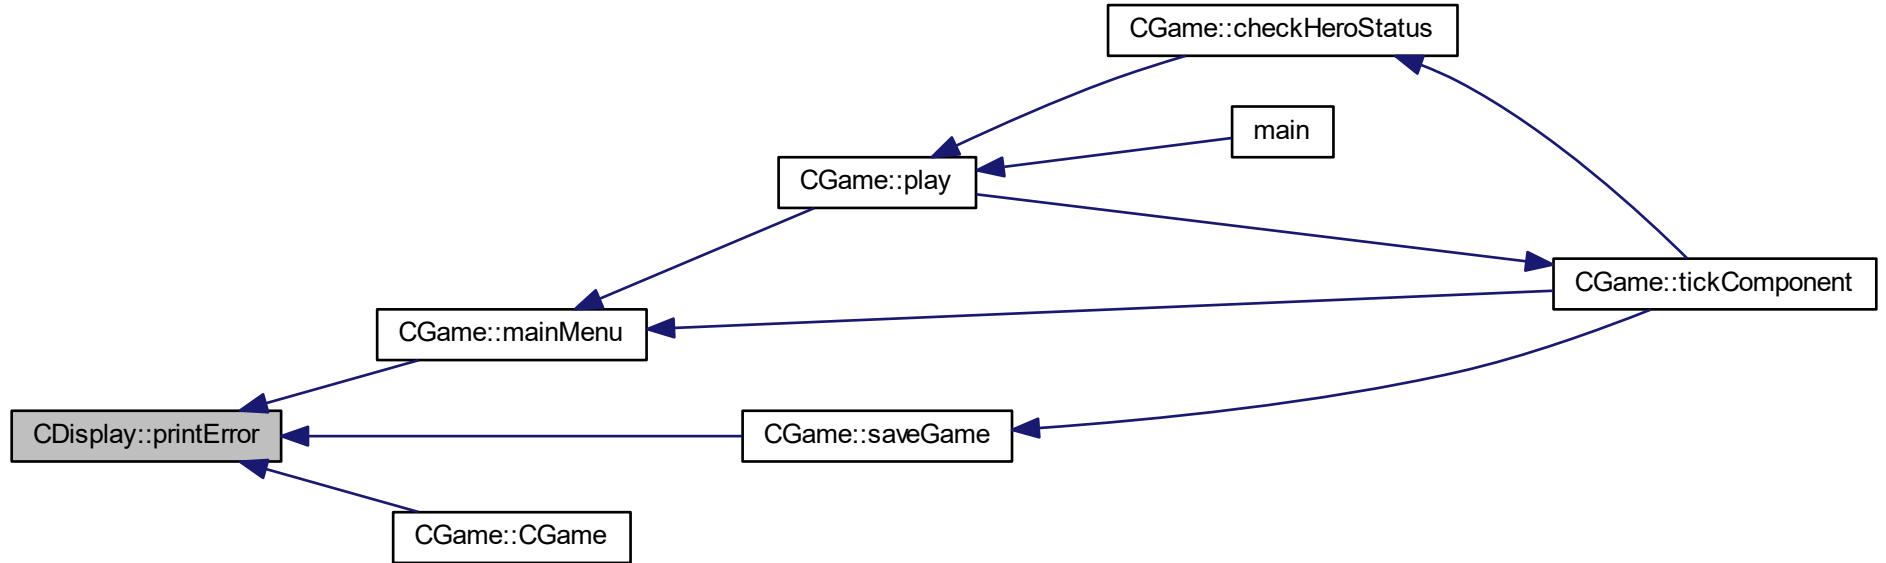 CGame::checkHeroStatus
main
CGame::play
CGame::tickComponent
CGame::mainMenu
CDisplay::printError
CGame::saveGame
CGame::CGame